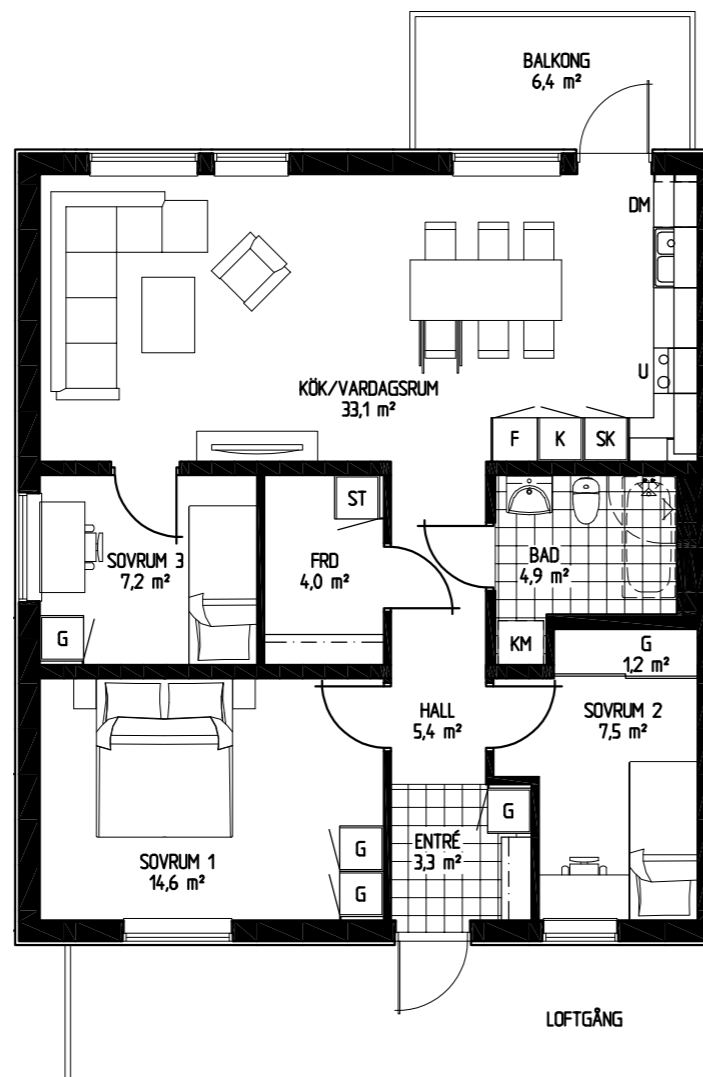 BALKONG
6,4 m²
DM
U
KÖK/VARDAGSRUM
33,1 m²
F K SK
ST
SOVRUM 3
7,2 m²
FRD
4,0 m²
BAD
4,9 m²
G
KM
G
1,2 m²
HALL
5,4 m²
SOVRUM 2
7,5 m²
G
ENTRÉ
3,3 m²
SOVRUM 1
14,6 m²
G
G
LOFTGÅNG